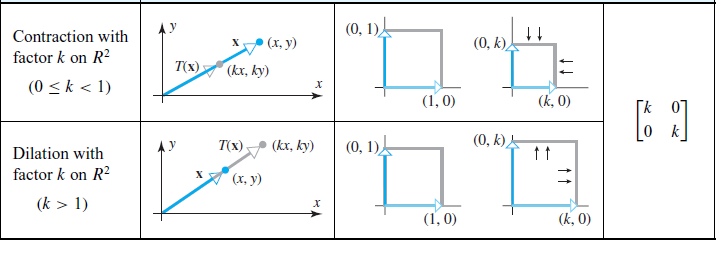 Contraction with
factor k on R²
(0 ≤ k < 1)
y
x
(x, y)
T(x)
(kx, ky)
x
(0, 1)
(1, 0)
(0, k)
(k, 0)
Dilation with
factor k on R²
(k > 1)
y
T(x)
(kx, ky)
x
(x, y)
x
(0, 1)
(1, 0)
(0, k)
(k, 0)
[k 0]
[0 k]